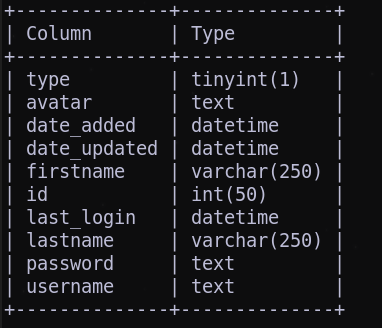 +--------------+--------------+
| Column       | Type         |
+--------------+--------------+
| type         | tinyint(1)   |
| avatar       | text         |
| date_added   | datetime     |
| date_updated | datetime     |
| firstname    | varchar(250) |
| id           | int(50)      |
| last_login   | datetime     |
| lastname     | varchar(250) |
| password     | text         |
| username     | text         |
+--------------+--------------+